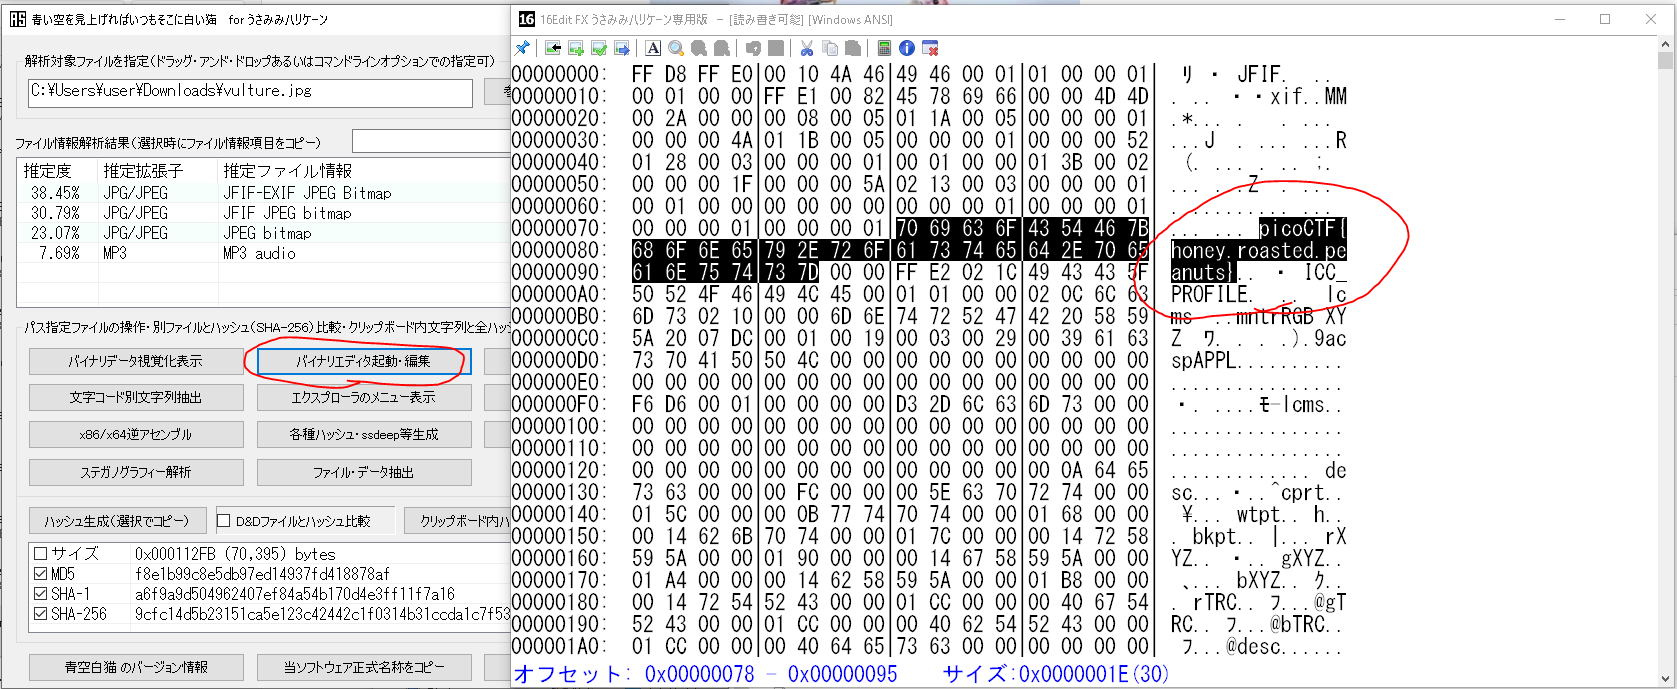 青い空を見上げればいつもそこに白い猫　for うさみみハリケーン
解析対象ファイルを指定(ドラッグ・アンド・ドロップあるいはコマンドラインオプションでの指定可)
C:¥Users¥user¥Downloads¥vulture.jpg
ファイル情報解析結果(選択時にファイル情報項目をコピー)
推定度 推定拡張子 推定ファイル情報
38.45% JPG/JPEG JFIF-EXIF JPEG Bitmap
30.79% JPG/JPEG JFIF JPEG bitmap
23.07% JPG/JPEG JPEG bitmap
7.69% MP3 MP3 audio
パス指定ファイルの操作・別ファイルとハッシュ(SHA-256)比較・クリップボード内文字列と全ハッシ
バイナリデータ視覚化表示 バイナリエディタ起動・編集
文字コード別文字列抽出 エクスプローラのメニュー表示
x86/x64逆アセンブル 各種ハッシュ・ssdeep等生成
ステガノグラフィー解析 ファイル・データ抽出
ハッシュ生成(選択でコピー) D&Dファイルとハッシュ比較 クリップボード内ハ
サイズ 0x000112FB (70,395) bytes
MD5 f8e1b99c8e5db97ed14937fd418878af
SHA-1 a6f9a9d504962407ef84a54b170d4e3ff11f7a16
SHA-256 9cfc14d5b23151ca5e123c42442c1f0314b31ccda1c7f53
青空白猫 のバージョン情報 当ソフトウェア正式名称をコピー
16 16Edit FX うさみみハリケーン専用版 － [読み書き可能] [Windows ANSI]
00000000: FF D8 FF E0 00 10 4A 46 49 46 00 01 01 00 00 01 ﾘ ・ JFIF. . .
00000010: 00 01 00 00 FF E1 00 82 45 78 69 66 00 00 4D 4D . .. ・・xif..MM
00000020: 00 2A 00 00 00 08 00 05 01 1A 00 05 00 00 00 01 .*... . . ...
00000030: 00 00 00 4A 01 1B 00 05 00 00 00 01 00 00 00 52 ...J . ...R
00000040: 01 28 00 03 00 00 00 01 00 01 00 00 01 3B 00 02 (. ... . .. ;.
00000050: 00 00 00 1F 00 00 00 5A 02 13 00 03 00 00 00 01 ... ...Z . ...
00000060: 00 01 00 00 00 00 00 00 00 00 00 01 00 00 00 01 . .......... ...
00000070: 00 00 00 01 00 00 00 01 70 69 63 6F 43 54 46 7B ... ... picoCTF{
00000080: 68 6F 6E 65 79 2E 72 6F 61 73 74 65 64 2E 70 65 honey.roasted.pe
00000090: 61 6E 75 74 73 7D 00 00 FF E2 02 1C 49 43 43 5F anuts}.. ・ ICC_
000000A0: 50 52 4F 46 49 4C 45 00 01 01 00 00 02 0C 6C 63 PROFILE. .. lc
000000B0: 6D 73 02 10 00 00 6D 6E 74 72 52 47 42 20 58 59 ms ..mntrRGB XY
000000C0: 5A 20 07 DC 00 01 00 19 00 03 00 29 00 39 61 63 Z ﾜ. . . .).9ac
000000D0: 73 70 41 50 50 4C 00 00 00 00 00 00 00 00 00 00 spAPPL..........
000000E0: 00 00 00 00 00 00 00 00 00 00 00 00 00 00 00 00 ................
000000F0: F6 D6 00 01 00 00 00 00 D3 2D 6C 63 6D 73 00 00 ・. ....ﾓ-lcms..
00000100: 00 00 00 00 00 00 00 00 00 00 00 00 00 00 00 00 ................
00000110: 00 00 00 00 00 00 00 00 00 00 00 00 00 00 00 00 ................
00000120: 00 00 00 00 00 00 00 00 00 00 00 00 00 0A 64 65 ............. de
00000130: 73 63 00 00 00 FC 00 00 00 5E 63 70 72 74 00 00 sc...・..^cprt..
00000140: 01 5C 00 00 00 0B 77 74 70 74 00 00 01 68 00 00 ¥... wtpt.. h..
00000150: 00 14 62 6B 70 74 00 00 01 7C 00 00 00 14 72 58 . bkpt.. |... rX
00000160: 59 5A 00 00 01 90 00 00 00 14 67 58 59 5A 00 00 YZ.. ・.. gXYZ..
00000170: 01 A4 00 00 00 14 62 58 59 5A 00 00 01 B8 00 00 ､... bXYZ.. ｸ..
00000180: 00 14 72 54 52 43 00 00 01 CC 00 00 00 40 67 54 . rTRC.. ﾌ...@gT
00000190: 52 43 00 00 01 CC 00 00 00 40 62 54 52 43 00 00 RC.. ﾌ...@bTRC..
000001A0: 01 CC 00 00 00 40 64 65 73 63 00 00 00 00 00 00 ﾌ...@desc......
オフセット: 0x00000078 - 0x00000095 サイズ:0x0000001E(30)